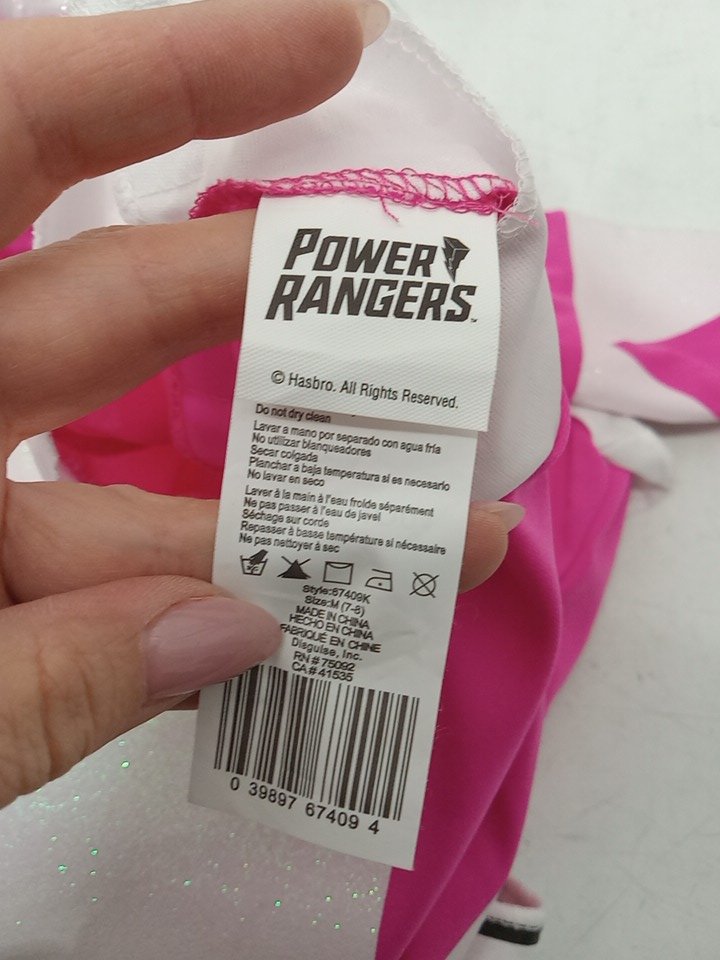 POWER
RANGERS™
© Hasbro. All Rights Reserved.
Do not dry clean
Lavar a mano por separado con agua fría
No utilizar blanqueadores
Secar colgada
Planchar a baja temperatura si es necesario
No lavar en seco
Laver à la main à l'eau froide séparément
Ne pas passer à l'eau de javel
Séchage sur corde
Repasser à basse température si nécessaire
Ne pas nettoyer à sec
Style:67409K
Size:M (7-8)
MADE IN CHINA
HECHO EN CHINA
FABRIQUÉ EN CHINE
Disguise, Inc.
RN # 75092
CA# 41535
0 39897 67409 4